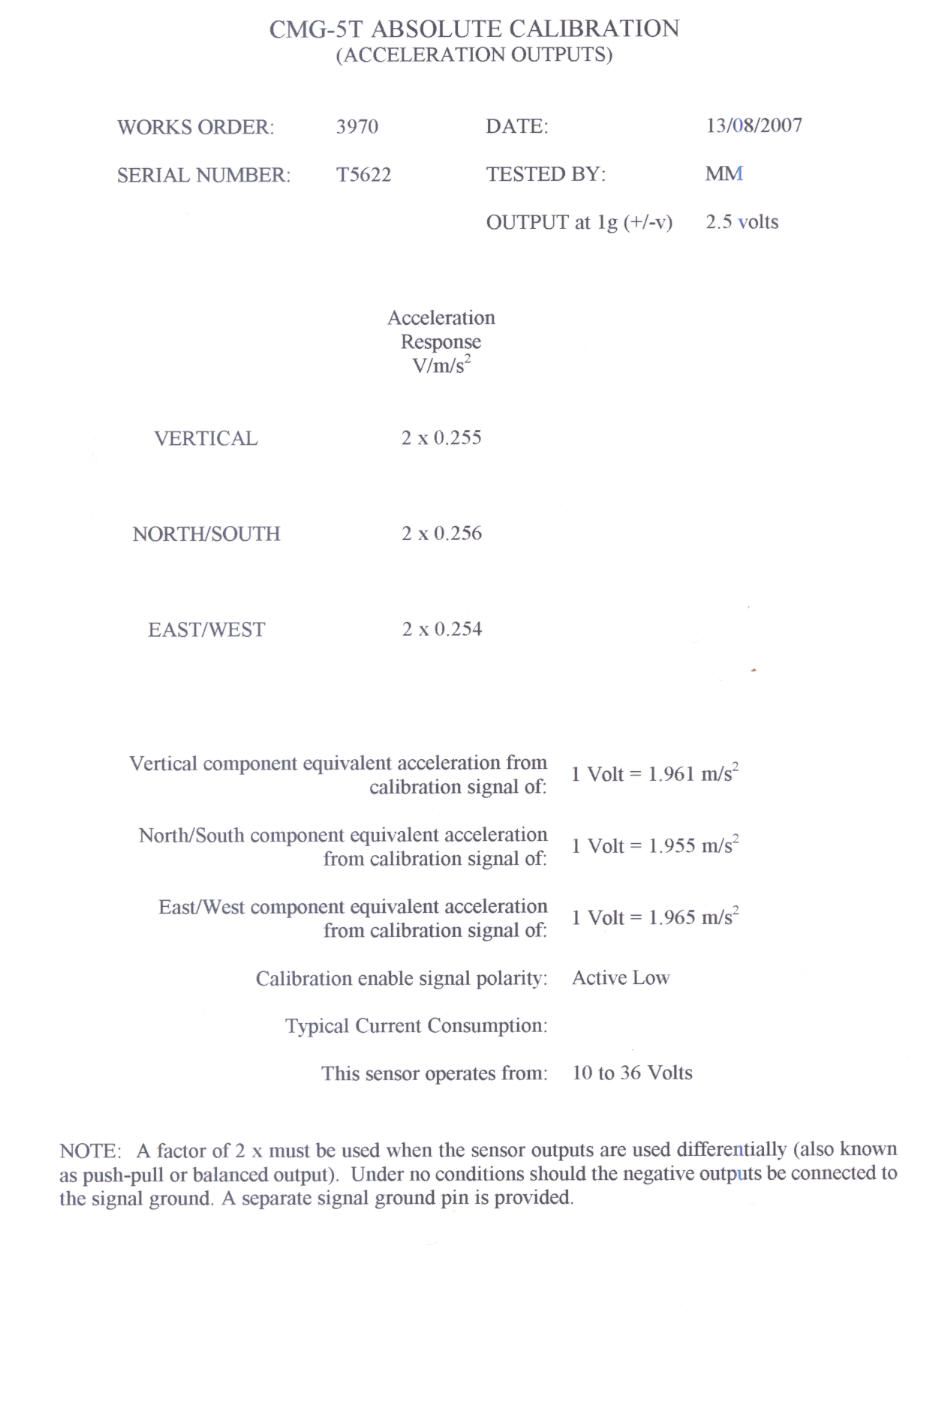 CMG-5T ABSOLUTE CALIBRATION
(ACCELERATION OUTPUTS)
WORKS ORDER: 3970 DATE: 13/08/2007
SERIAL NUMBER: T5622 TESTED BY: MM
OUTPUT at 1g (+/-v) 2.5 volts
Acceleration
Response
V/m/s²
VERTICAL 2 x 0.255
NORTH/SOUTH 2 x 0.256
EAST/WEST 2 x 0.254
Vertical component equivalent acceleration from
calibration signal of: 1 Volt = 1.961 m/s²
North/South component equivalent acceleration
from calibration signal of: 1 Volt = 1.955 m/s²
East/West component equivalent acceleration
from calibration signal of: 1 Volt = 1.965 m/s²
Calibration enable signal polarity: Active Low
Typical Current Consumption:
This sensor operates from: 10 to 36 Volts
NOTE: A factor of 2 x must be used when the sensor outputs are used differentially (also known
as push-pull or balanced output). Under no conditions should the negative outputs be connected to
the signal ground. A separate signal ground pin is provided.